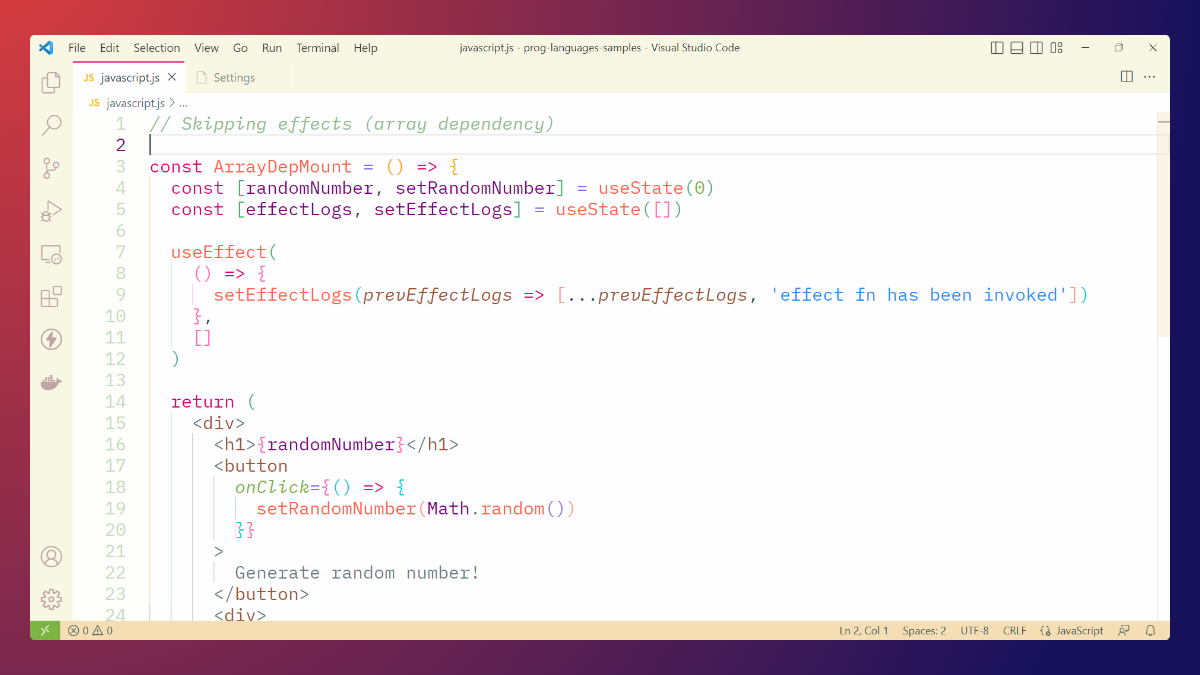 File Edit Selection View Go Run Terminal Help javascript.js - prog-languages-samples - Visual Studio Code
JS javascript.js Settings
JS javascript.js > ...
1 // Skipping effects (array dependency)
2
3 const ArrayDepMount = () => {
4 const [randomNumber, setRandomNumber] = useState(0)
5 const [effectLogs, setEffectLogs] = useState([])
6
7 useEffect(
8 () => {
9 setEffectLogs(prevEffectLogs => [...prevEffectLogs, 'effect fn has been invoked'])
10 },
11 []
12 )
13
14 return (
15 <div>
16 <h1>{randomNumber}</h1>
17 <button
18 onClick={() => {
19 setRandomNumber(Math.random())
20 }}
21 >
22 Generate random number!
23 </button>
24 <div>
0 0 Ln 2, Col 1 Spaces: 2 UTF-8 CRLF JavaScript